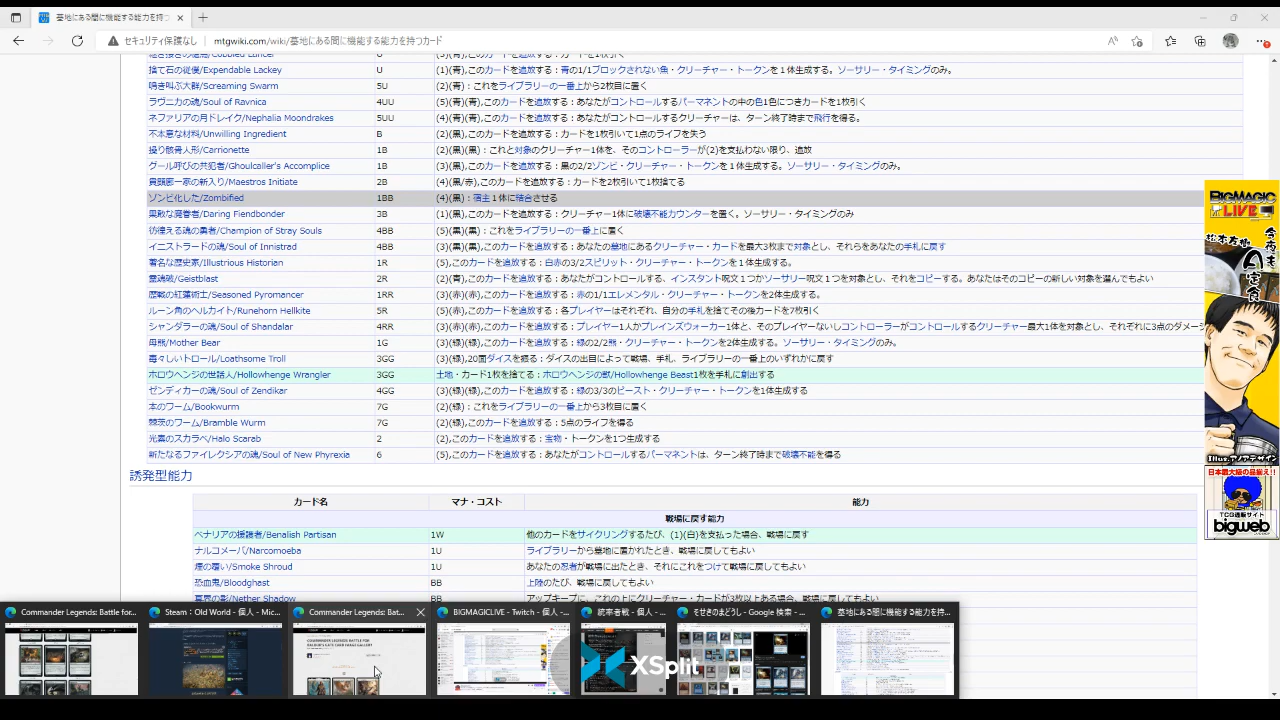 墓地にある間に機能する能力を持つ
セキュリティ保護なし
mtgwiki.com/wiki/墓地にある間に機能する能力を持つカード
捨て石の従僕/Expendable Lackey U (1)(青),このカードを追放する：青の1/1ブロックされない魚・クリーチャー・トークンを１体生成する。ソーサリー・タイミングのみ。
鳴き叫ぶ大群/Screaming Swarm 5U (2)(青)：これをライブラリーの一番上から2枚目に置く
ラヴニカの魂/Soul of Ravnica 4UU (5)(青)(青),このカードを追放する：あなたがコントロールするパーマネントの中の色1色につきカードを１枚引く
ネファリアの月ドレイク/Nephalia Moondrakes 5UU (4)(青)(青),このカードを追放する：あなたがコントロールするクリーチャーは、ターン終了時まで飛行を得る。
不本意な材料/Unwilling Ingredient B (2)(黒),このカードを追放する：カードを1枚引いて1点のライフを失う
操り骸骨人形/Carrionette 1B (2)(黒)(黒)：これと対象のクリーチャー1体を、そのコントローラーが(2)を支払わない限り、追放
グール呼びの共犯者/Ghoulcaller's Accomplice 1B (3)(黒),このカードを追放する：黒の2/2ゾンビ・クリーチャー・トークンを１体生成する。ソーサリー・タイミングのみ。
貴顕廊一家の新入り/Maestros Initiate 2B (4)(黒/赤),このカードを追放する：カードを2枚引いて1枚捨てる
ゾンビ化した/Zombified 1BB (4)(黒)：宿主１体に結合させる
果敢な魔脊者/Daring Fiendbonder 3B (1)(黒),このカードを追放する：クリーチャー1体に破壊不能カウンターを置く。ソーサリー・タイミングのみ
彷徨える魂の勇者/Champion of Stray Souls 4BB (5)(黒)(黒)：これをライブラリーの一番上に置く
イニストラードの魂/Soul of Innistrad 4BB (3)(黒)(黒),このカードを追放する：あなたの墓地にあるクリーチャー・カードを最大3枚まで対象とし、それらをあなたの手札に戻す
著名な歴史家/Illustrious Historian 1R (5),このカードを追放する：白赤の3/2スピリット・クリーチャー・トークンを１体生成する。
霊魂破/Geistblast 2R (2)(青),このカードを追放する：あなたがコントロールする、インスタント呪文１つかソーサリー呪文１つを対象とし、それをコピーする。あなたはそのコピーの新しい対象を選んでもよい
歴戦の紅蓮術士/Seasoned Pyromancer 1RR (3)(赤)(赤),このカードを追放する：赤の1/1エレメンタル・クリーチャー・トークンを2体生成する。
ルーン角のヘルカイト/Runehorn Hellkite 5R (5)(赤),このカードを追放する：各プレイヤーはそれぞれ、自分の手札を捨ててその後カードを7枚引く
シャンダラーの魂/Soul of Shandalar 4RR (3)(赤)(赤),このカードを追放する：プレイヤー1人かプレインズウォーカー1体と、そのプレイヤーないしコントローラーがコントロールするクリーチャー最大1体を対象とし、それぞれに3点のダメー
母熊/Mother Bear 1G (3)(緑)(緑),このカードを追放する：緑の2/2熊・クリーチャー・トークンを2体生成する。ソーサリー・タイミングのみ。
毒々しいトロール/Loathsome Troll 3GG (3)(緑),20面ダイスを振る：ダイスの出目によって戦場、手札、ライブラリーの一番上のいずれかに戻す
ホロウヘンジの世話人/Hollowhenge Wrangler 3GG 土地・カード1枚を捨てる：ホロウヘンジの獣/Hollowhenge Beast1枚を手札に創出する
ゼンディカーの魂/Soul of Zendikar 4GG (3)(緑)(緑),このカードを追放する：緑の3/3のビースト・クリーチャー・トークンを1体生成する
本のワーム/Bookwurm 7G (2)(緑)：これをライブラリーの一番上から3枚目に置く
棘茨のワーム/Bramble Wurm 7G (2)(緑),このカードを追放する：5点のライフを得る
光素のスカラベ/Halo Scarab 2 (2),このカードを追放する：宝物・トークンを1つ生成する
新たなるファイレクシアの魂/Soul of New Phyrexia 6 (5),このカードを追放する：あなたがコントロールするパーマネントは、ターン終了時まで破壊不能を得る
誘発型能力
カード名 マナ・コスト 能力
戦場に戻す能力
ベナリアの援護者/Benalish Partisan 1W 他のカードをサイクリングするたび、(1)(白)を支払った場合、戦場に戻す
ナルコメーバ/Narcomoeba 1U ライブラリーから墓地に置かれたとき、戦場に戻してもよい
煙の覆い/Smoke Shroud 1U あなたの忍者が戦場に出たとき、それにこれをつけて戦場に戻してもよい
恐血鬼/Bloodghast BB 上陸のたび、戦場に戻してもよい
Commander Legends: Battle for... Steam：Old World - 個人 - Mic... Commander Legends: Bat... BIGMAGICLIVE - Twitch - 個人 -... 統率者戦 - 個人 -... そせきのまどうし - Google 検索 - ... 墓地にある間に機能する能力を持...
XSplit
BIGMAGIC
LIVE
今夜も
松本友樹
の
A定食
Illust.アノアデザイン
日本最大級の品揃え!!
TCG通販サイト
bigweb